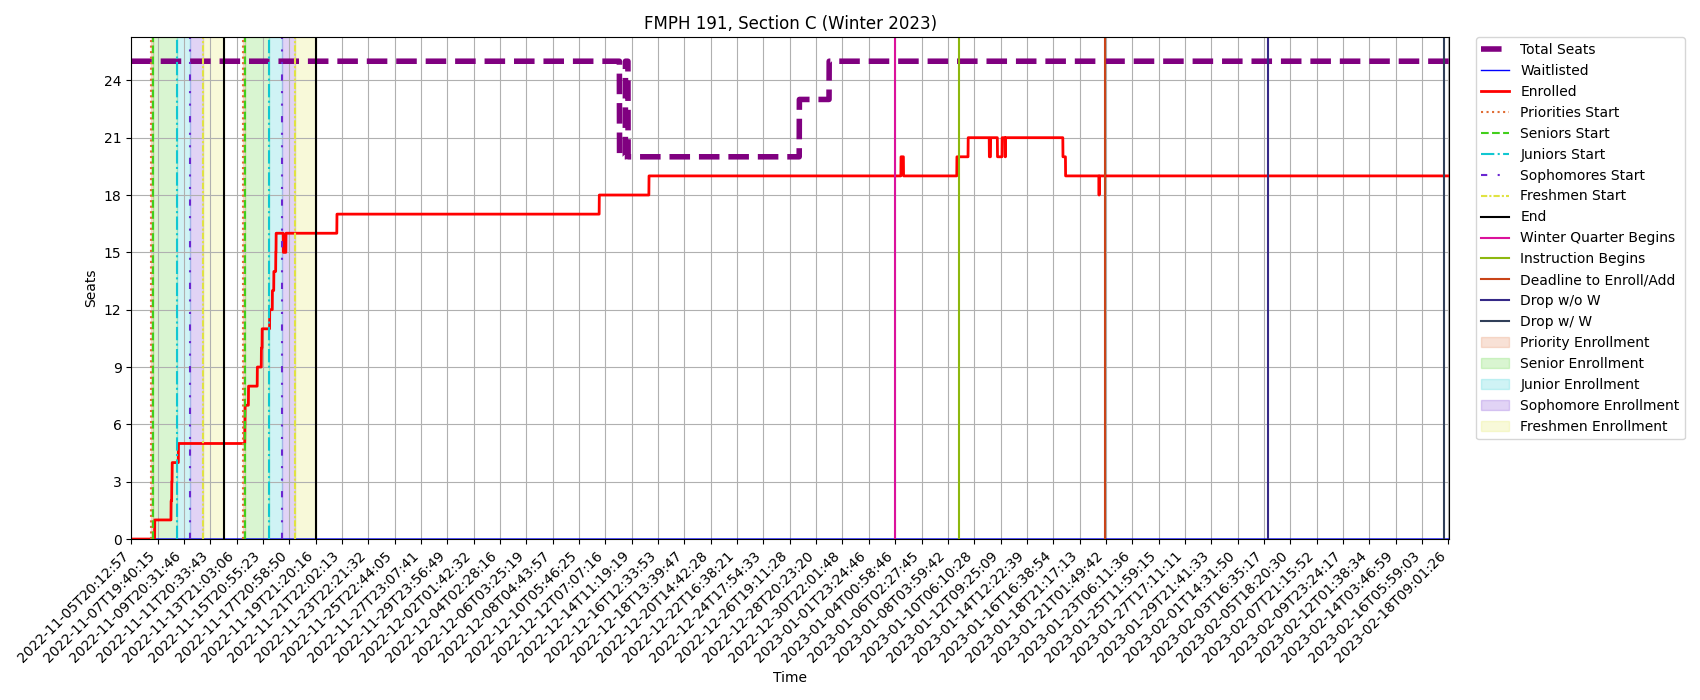 FMPH 191, Section C (Winter 2023)
Seats
24
21
18
15
12
9
6
3
0
2022-11-05T20:12:57
2022-11-07T19:40:15
2022-11-09T20:31:46
2022-11-11T20:33:43
2022-11-13T21:03:06
2022-11-15T20:55:23
2022-11-17T20:58:50
2022-11-19T21:20:16
2022-11-21T22:02:13
2022-11-23T22:21:32
2022-11-25T22:44:05
2022-11-27T23:07:41
2022-11-29T23:56:49
2022-12-02T01:42:32
2022-12-04T02:28:16
2022-12-06T03:25:19
2022-12-08T04:43:57
2022-12-10T05:46:25
2022-12-12T07:07:16
2022-12-14T11:19:19
2022-12-16T12:33:53
2022-12-18T13:39:47
2022-12-20T14:42:28
2022-12-22T16:38:21
2022-12-24T17:54:33
2022-12-26T19:11:28
2022-12-28T20:23:20
2022-12-30T22:01:48
2023-01-01T23:24:46
2023-01-04T00:58:46
2023-01-06T02:27:45
2023-01-08T03:59:42
2023-01-10T06:10:28
2023-01-12T09:25:09
2023-01-14T12:22:39
2023-01-16T16:38:54
2023-01-18T21:17:13
2023-01-21T01:49:42
2023-01-23T06:11:36
2023-01-25T11:59:15
2023-01-27T17:11:11
2023-01-29T21:41:33
2023-02-01T14:31:50
2023-02-03T16:35:17
2023-02-05T18:20:30
2023-02-07T21:15:52
2023-02-09T23:24:17
2023-02-12T01:38:34
2023-02-14T03:46:59
2023-02-16T05:59:03
2023-02-18T09:01:26
Time
Total Seats
Waitlisted
Enrolled
Priorities Start
Seniors Start
Juniors Start
Sophomores Start
Freshmen Start
End
Winter Quarter Begins
Instruction Begins
Deadline to Enroll/Add
Drop w/o W
Drop w/ W
Priority Enrollment
Senior Enrollment
Junior Enrollment
Sophomore Enrollment
Freshmen Enrollment